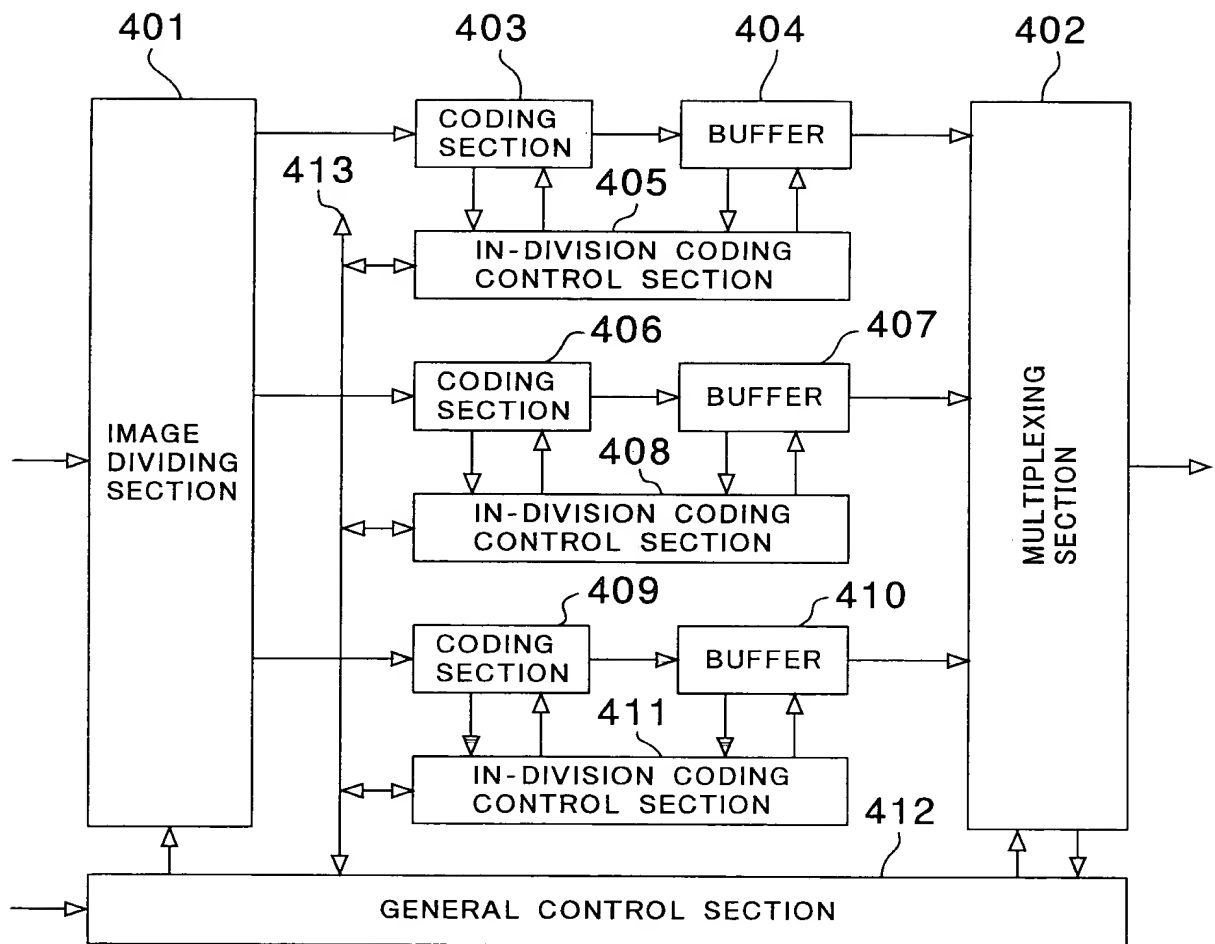 401
403
404
402
CODING
SECTION
BUFFER
413
405
IN-DIVISION CODING
CONTROL SECTION
406
407
CODING
SECTION
BUFFER
IMAGE
DIVIDING
SECTION
408
MULTIPLEXING
SECTION
IN-DIVISION CODING
CONTROL SECTION
409
410
CODING
SECTION
BUFFER
411
IN-DIVISION CODING
CONTROL SECTION
412
GENERAL CONTROL SECTION